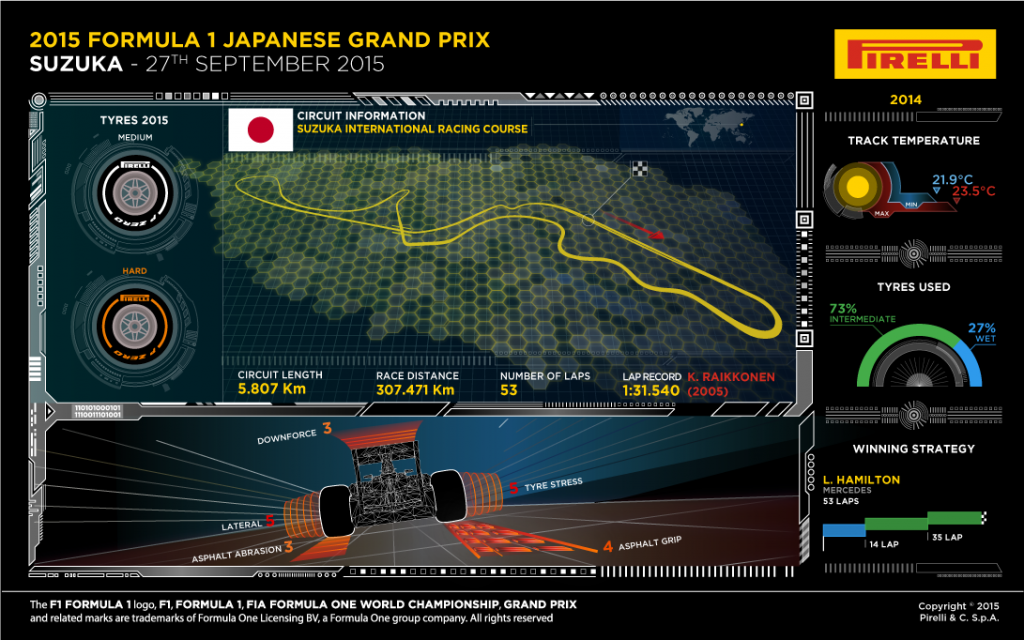 2015 FORMULA 1 JAPANESE GRAND PRIX
SUZUKA - 27TH SEPTEMBER 2015
PIRELLI
TYRES 2015
MEDIUM
PIRELLI
P ZERO
HARD
PIRELLI
P ZERO
CIRCUIT INFORMATION
SUZUKA INTERNATIONAL RACING COURSE
CIRCUIT LENGTH
5.807 Km
RACE DISTANCE
307.471 Km
NUMBER OF LAPS
53
LAP RECORD K. RAIKKONEN
1:31.540 (2005)
110101000101
111001101001
DOWNFORCE 3
5 TYRE STRESS
LATERAL 5
ASPHALT ABRASION 3
4 ASPHALT GRIP
2014
TRACK TEMPERATURE
21.9°C
23.5°C
MIN
MAX
TYRES USED
73%
INTERMEDIATE
27%
WET
WINNING STRATEGY
L. HAMILTON
MERCEDES
53 LAPS
14 LAP
35 LAP
The F1 FORMULA 1 logo, F1, FORMULA 1, FIA FORMULA ONE WORLD CHAMPIONSHIP, GRAND PRIX
and related marks are trademarks of Formula One Licensing BV, a Formula One group company. All rights reserved
Copyright © 2015
Pirelli & C. S.p.A.